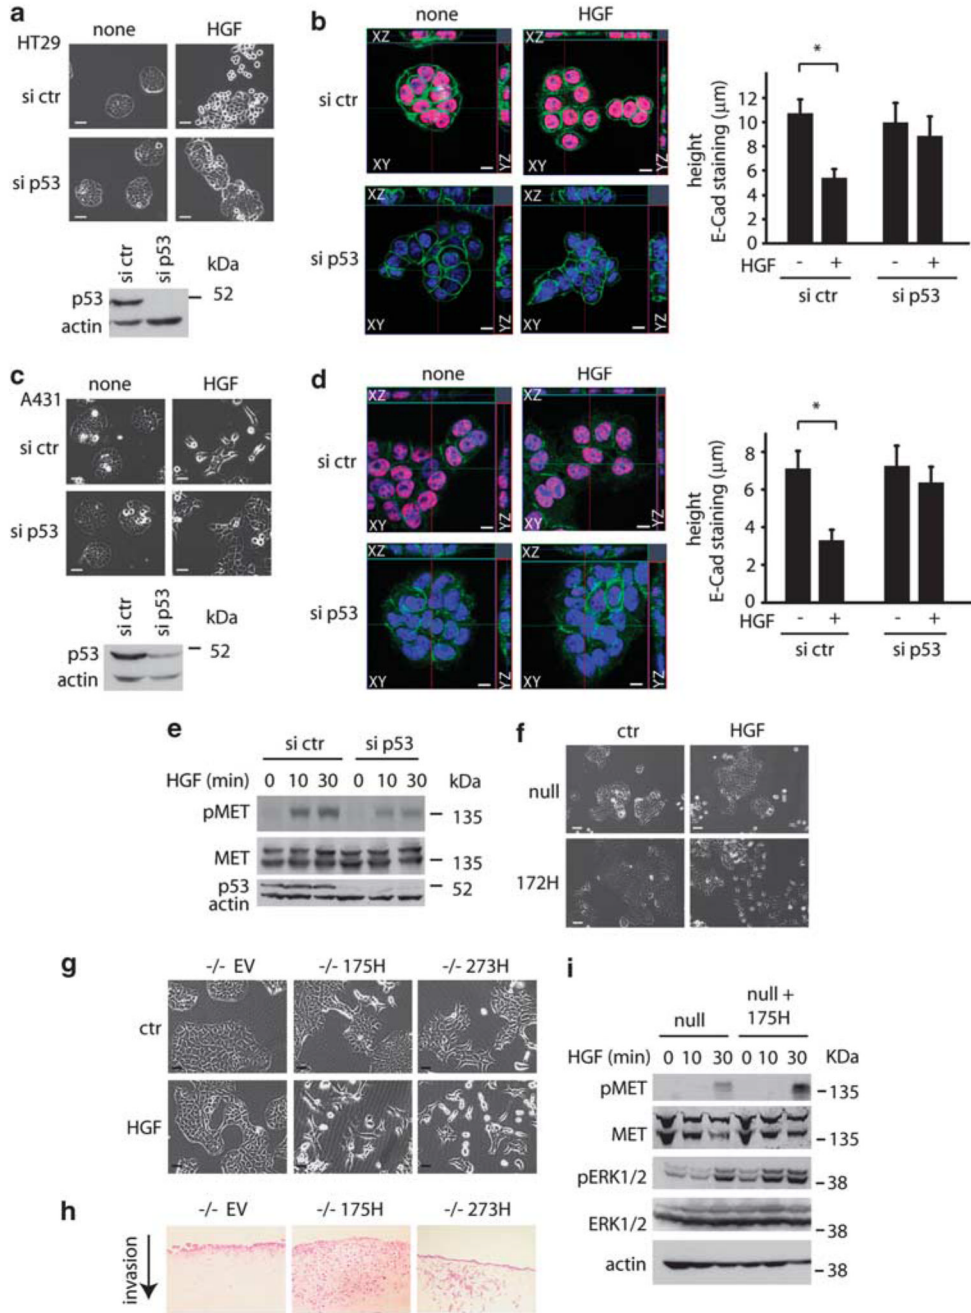 a
none HGF
HT29
si ctr
si p53
si ctr
si p53
kDa
p53
52
actin
b
none HGF
si ctr
XZ
XY
YZ
XZ
XY
YZ
si p53
XZ
XY
YZ
XZ
XY
YZ
height
E-Cad staining (μm)
12
10
8
6
4
2
0
*
HGF - + - +
si ctr si p53
c
none HGF
A431
si ctr
si p53
si ctr
si p53
kDa
p53
52
actin
d
none HGF
si ctr
XZ
XY
YZ
XZ
XY
YZ
si p53
XZ
XY
YZ
XZ
XY
YZ
height
E-Cad staining (μm)
8
6
4
2
0
*
HGF - + - +
si ctr si p53
e
si ctr si p53
HGF (min) 0 10 30 0 10 30 kDa
pMET 135
MET 135
p53 52
actin
f
ctr HGF
null
172H
g
-/- EV -/- 175H -/- 273H
ctr
HGF
h
-/- EV -/- 175H -/- 273H
invasion
i
null null +
175H
HGF (min) 0 10 30 0 10 30 KDa
pMET 135
MET 135
pERK1/2 38
ERK1/2 38
actin 38